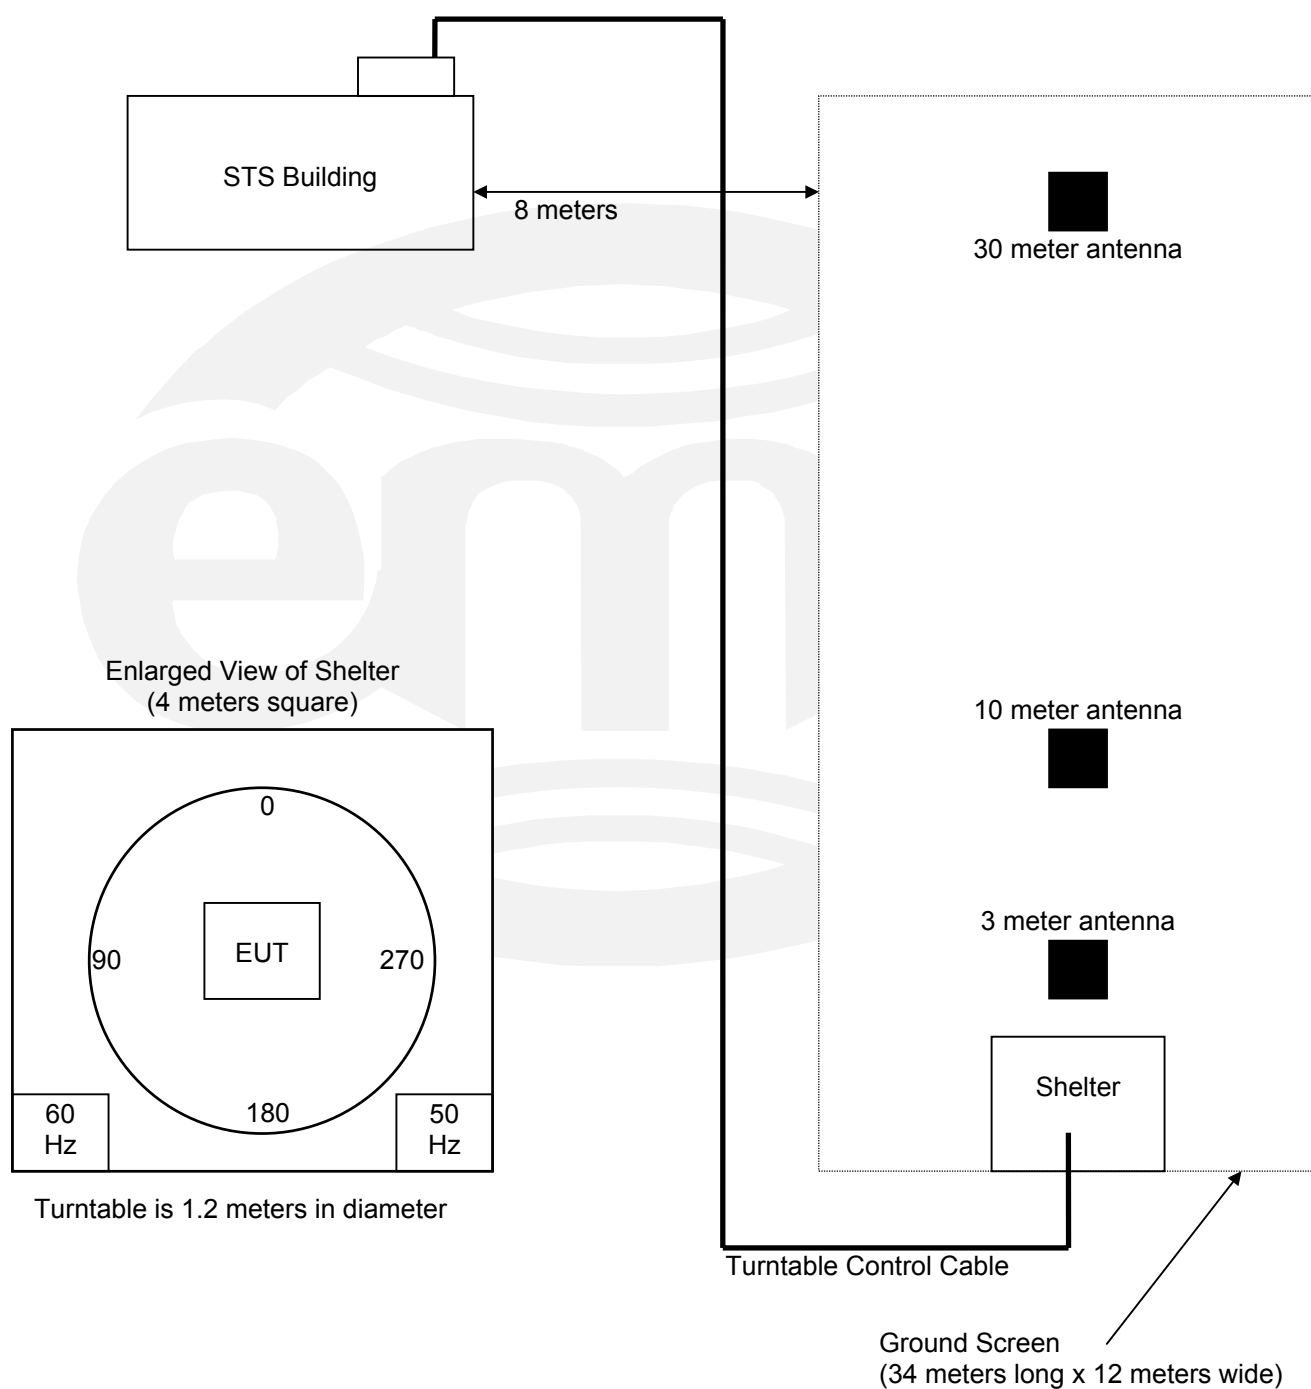 STS Building
8 meters
30 meter antenna
Enlarged View of Shelter
(4 meters square)
10 meter antenna
0
3 meter antenna
90
EUT
270
180
60
Hz
50
Hz
Shelter
Turntable is 1.2 meters in diameter
Turntable Control Cable
Ground Screen
(34 meters long x 12 meters wide)
em